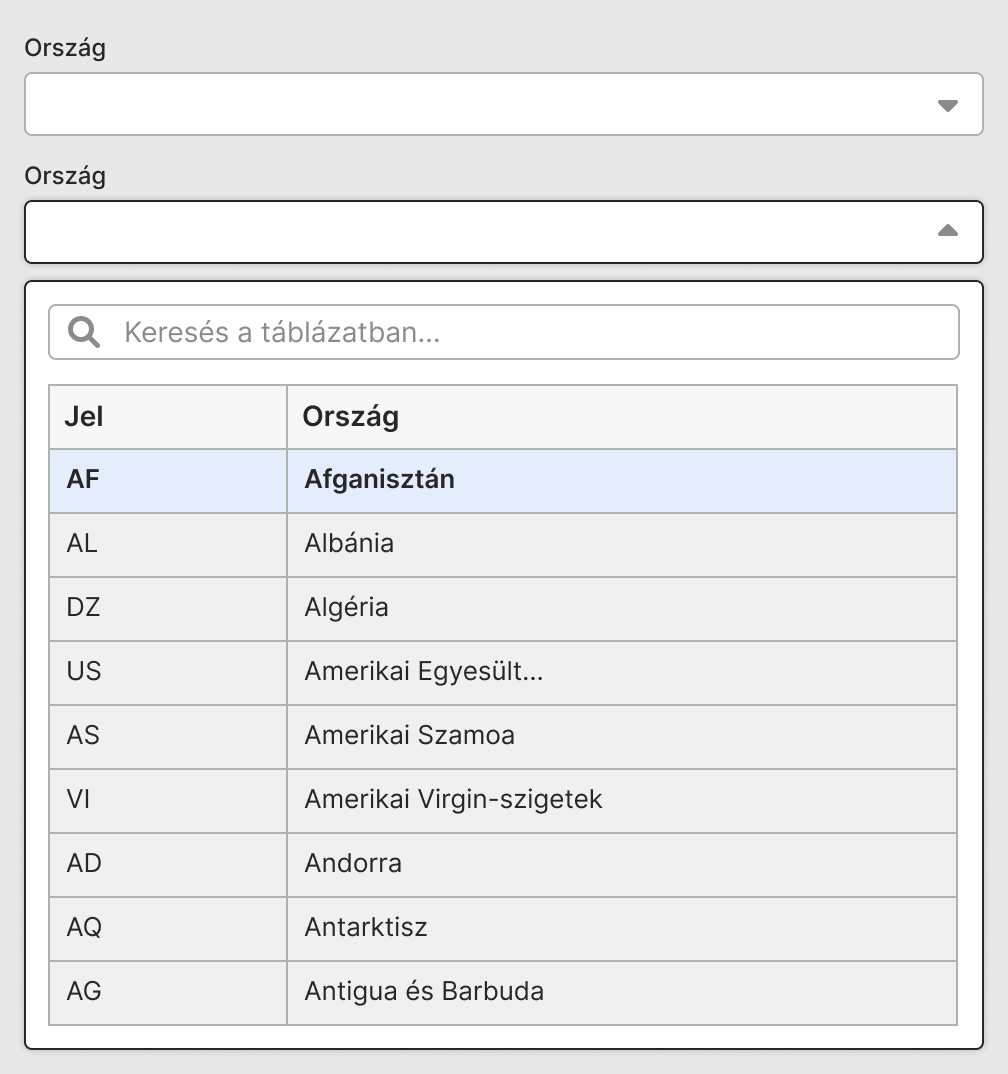 Ország
Ország
Keresés a táblázatban...
Jel Ország
AF Afganisztán
AL Albánia
DZ Algéria
US Amerikai Egyesült...
AS Amerikai Szamoa
VI Amerikai Virgin-szigetek
AD Andorra
AQ Antarktisz
AG Antigua és Barbuda